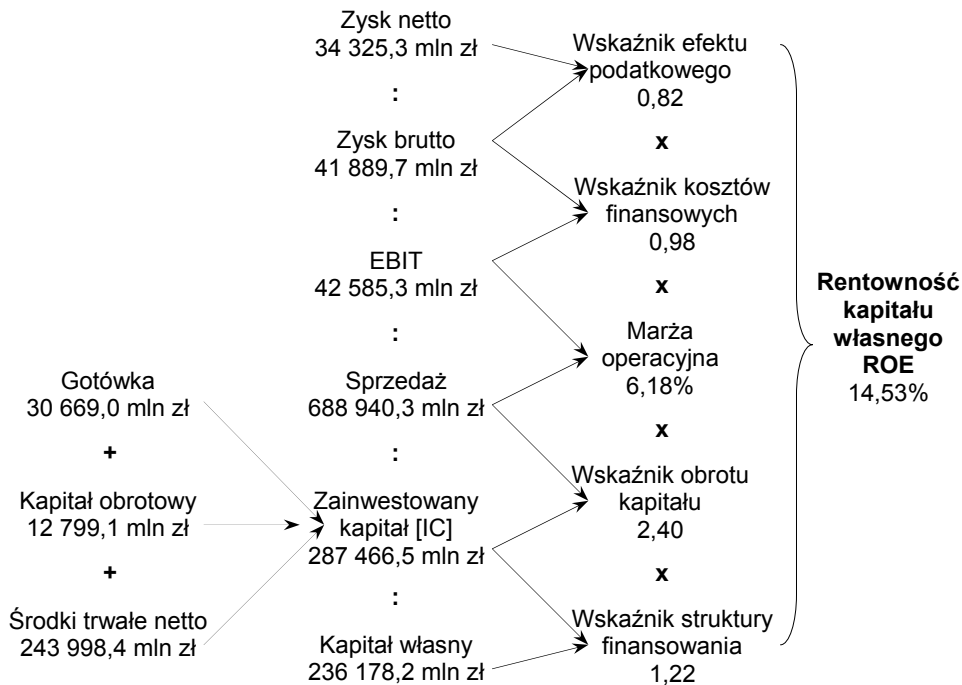 Zysk netto
34 325,3 mln zł
:
Zysk brutto
41 889,7 mln zł
:
EBIT
42 585,3 mln zł
:
Sprzedaż
688 940,3 mln zł
:
Zainwestowany
kapitał [IC]
287 466,5 mln zł
:
Kapitał własny
236 178,2 mln zł
Gotówka
30 669,0 mln zł
+
Kapitał obrotowy
12 799,1 mln zł
+
Środki trwałe netto
243 998,4 mln zł
Wskaźnik efektu
podatkowego
0,82
x
Wskaźnik kosztów
finansowych
0,98
x
Marża
operacyjna
6,18%
x
Wskaźnik obrotu
kapitału
2,40
x
Wskaźnik struktury
finansowania
1,22
Rentowność
kapitału
własnego
ROE
14,53%